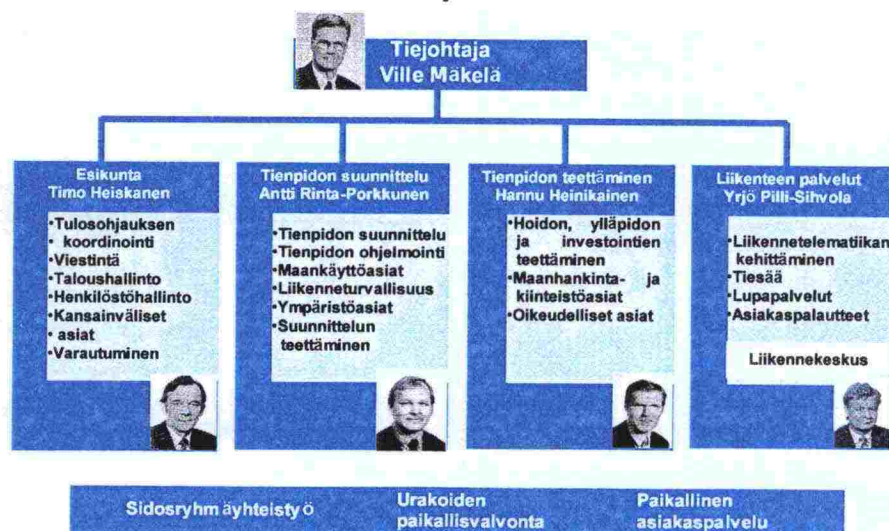 Tiejohtaja
Ville Mäkelä
Esikunta
Timo Heiskanen
•Tulosohjauksen
• koordinointi
•Viestintä
•Taloushallinto
•Henkilöstöhallinto
•Kansainväliset
• asiat
•Varautuminen
Tienpidon suunnittelu
Antti Rinta-Porkkunen
•Tienpidon suunnittelu
•Tienpidon ohjelmointi
•Maankäyttöasiat
•Liikenneturvallisuus
•Ympäristöasiat
•Suunnittelun
teettäminen
Tienpidon teettäminen
Hannu Heinikainen
•Hoidon, ylläpidon
ja investointien
teettäminen
•Maanhankinta- ja
kiinteistöasiat
•Oikeudelliset asiat
Liikenteen palvelut
Yrjö Pilli-Sihvola
•Liikennetelematiikan
kehittäminen
•Tiesää
•Lupapalvelut
•Asiakaspalautteet
Liikennekeskus
Sidosryhmäyhteistyö
Urakoiden
paikallisvalvonta
Paikallinen
asiakaspalvelu